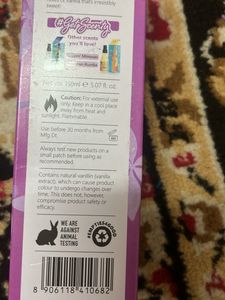 notes of vanilla that's irresistibly
sweet!
#GetScenty
Other scents
you'll love!
Net Vol 150ml ℮ 5.07 fl. oz
Caution: For external use
only. Keep in a cool place
away from heat and
sunlight. Flammable.
Use before 30 months from
Mfg.Dt.
Always test new products on a
small patch before using as
recommended.
Contains natural vanillin (vanilla
extract), which can cause product
colour to undergo changes over
time. This does not, however,
compromise product safety or
efficacy.
WE ARE
AGAINST
ANIMAL
TESTING
#EMPTIES4GOOD
8 906118 410682